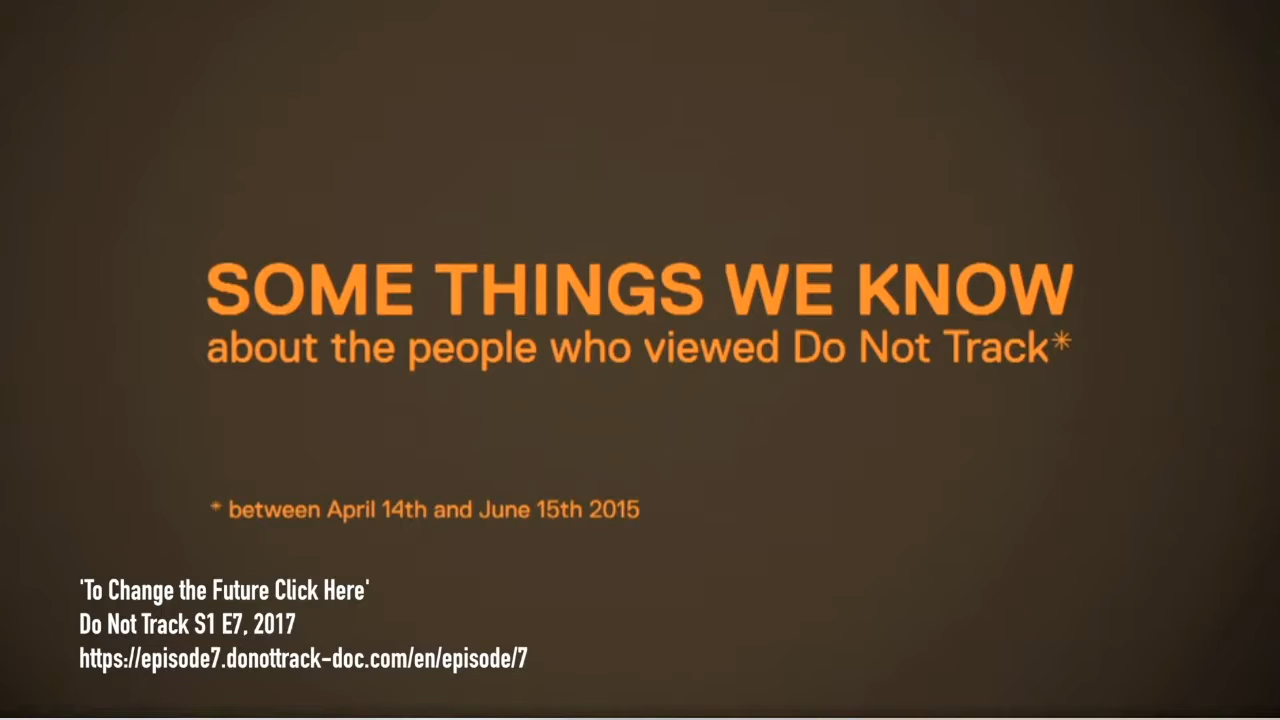 SOME THINGS WE KNOW
about the people who viewed Do Not Track*
* between April 14th and June 15th 2015
'To Change the Future Click Here'
Do Not Track S1 E7, 2017
https://episode7.donottrack-doc.com/en/episode/7